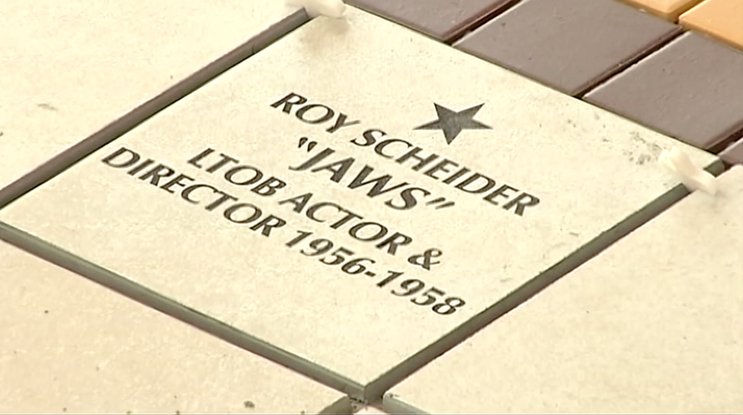 ROY SCHEIDER
"JAWS"
LTOB ACTOR &
DIRECTOR 1956-1958